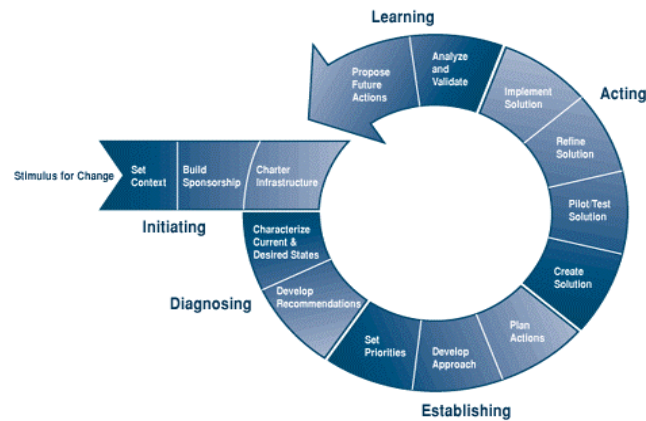 Learning
Propose
Future
Actions
Analyze
and
Validate
Implement
Solution
Acting
Refine
Solution
Pilot/Test
Solution
Create
Solution
Stimulus for Change
Set
Context
Build
Sponsorship
Charter
Infrastructure
Initiating
Characterize
Current &
Desired States
Diagnosing
Develop
Recommendations
Set
Priorities
Develop
Approach
Plan
Actions
Establishing